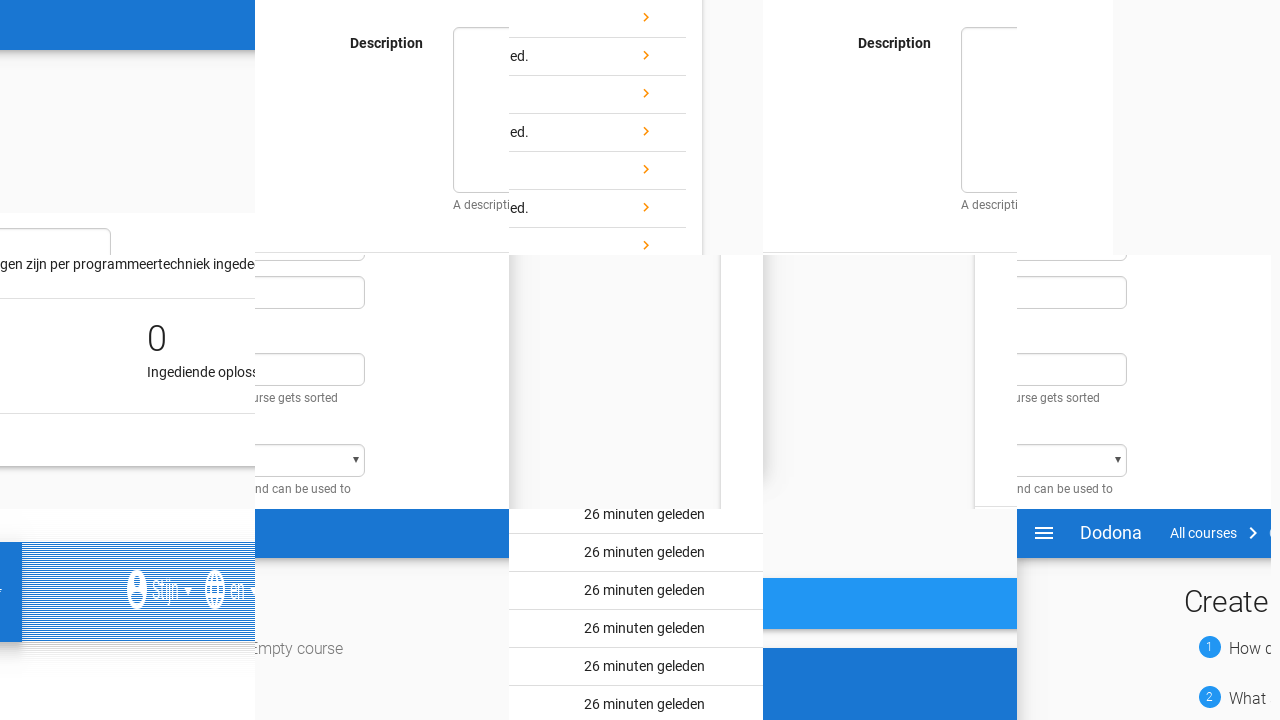 Description
A descripti
ed.
ed.
ed.
Description
A descripti
gen zijn per programmeertechniek ingede
0
Ingediende oploss
urse gets sorted
nd can be used to
urse gets sorted
nd can be used to
Stijn
en
Empty course
26 minuten geleden
26 minuten geleden
26 minuten geleden
26 minuten geleden
26 minuten geleden
26 minuten geleden
Dodona
All courses
Create
1 How d
2 What